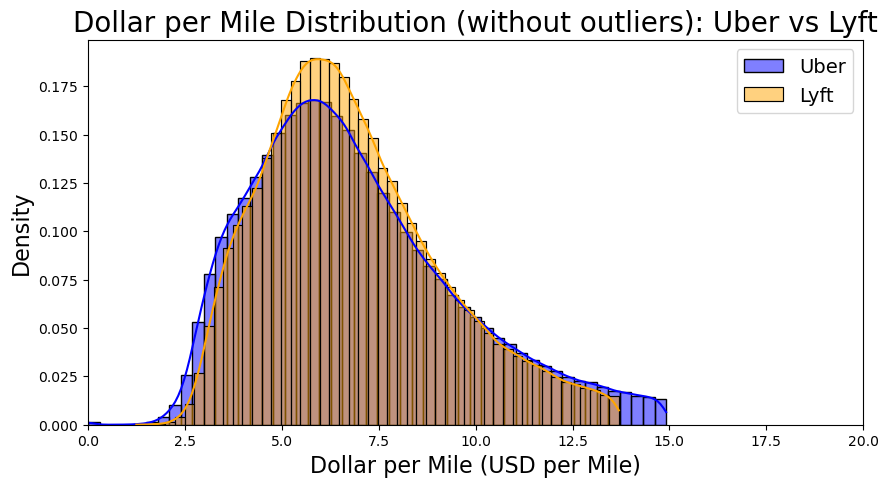 Dollar per Mile Distribution (without outliers): Uber vs Lyft
Uber
Lyft
Density
0.175
0.150
0.125
0.100
0.075
0.050
0.025
0.000
0.0 2.5 5.0 7.5 10.0 12.5 15.0 17.5 20.0
Dollar per Mile (USD per Mile)